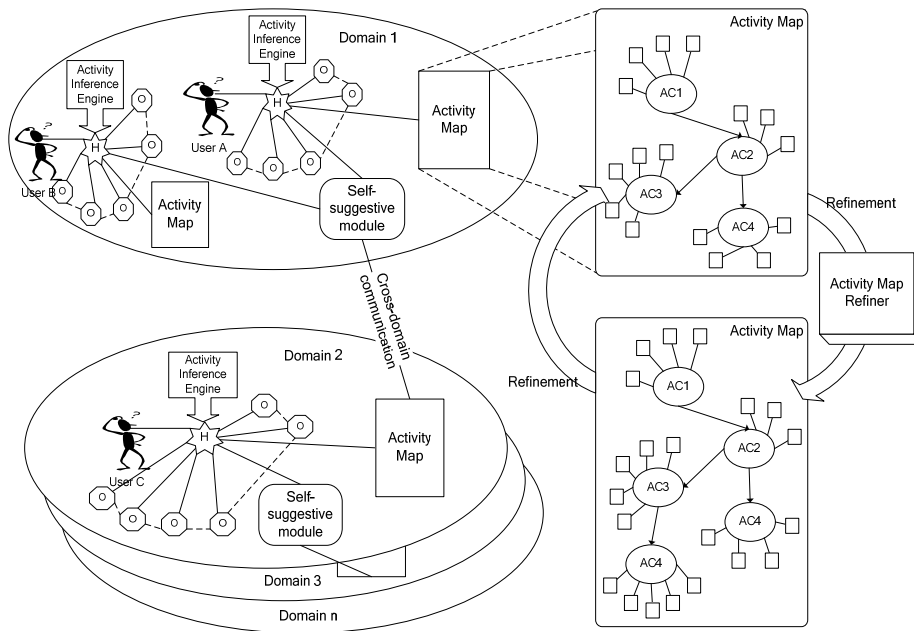 Activity
Inference
Engine
Domain 1
Activity
Inference
Engine
?
O
O
H
User A
O
O
O
?
O
O
H
User B
O
O
O
Activity
Map
Activity
Map
Self-
suggestive
module
Cross-domain
communication
Domain 2
Activity
Inference
Engine
?
O
O
H
User C
O
O
O
O
Activity
Map
Self-
suggestive
module
Domain 3
Domain n
Activity Map
AC1
AC2
AC3
AC4
Refinement
Activity Map
Refiner
Refinement
Activity Map
AC1
AC2
AC3
AC4
AC4